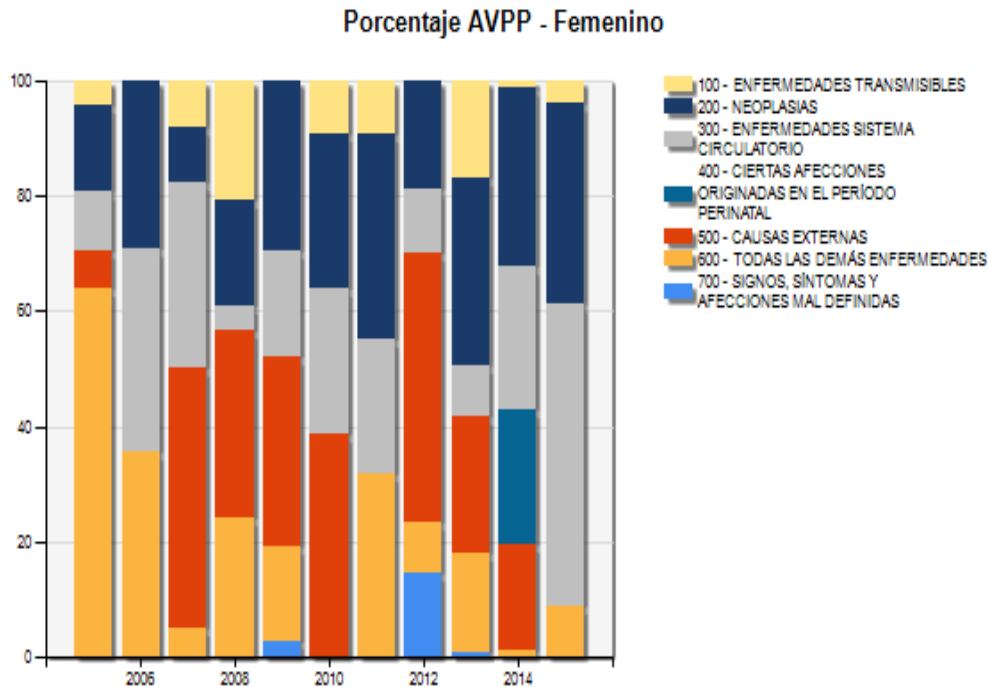 Porcentaje AVPP - Femenino
100
80
60
40
20
0
2006
2008
2010
2012
2014
100 - ENFERMEDADES TRANSMISIBLES
200 - NEOPLASIAS
300 - ENFERMEDADES SISTEMA
CIRCULATORIO
400 - CIERTAS AFECCIONES
ORIGINADAS EN EL PERÍODO
PERINATAL
500 - CAUSAS EXTERNAS
600 - TODAS LAS DEMÁS ENFERMEDADES
700 - SIGNOS, SÍNTOMAS Y
AFECCIONES MAL DEFINIDAS